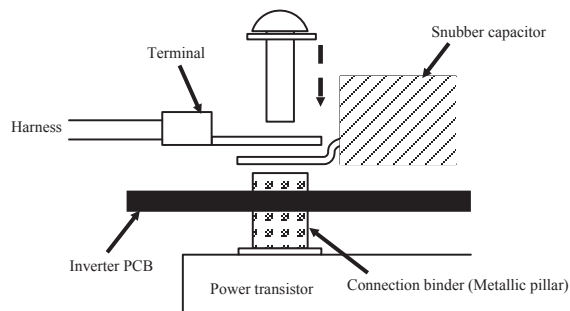 Snubber capacitor
Terminal
Harness
Inverter PCB
Power transistor
Connection binder (Metallic pillar)